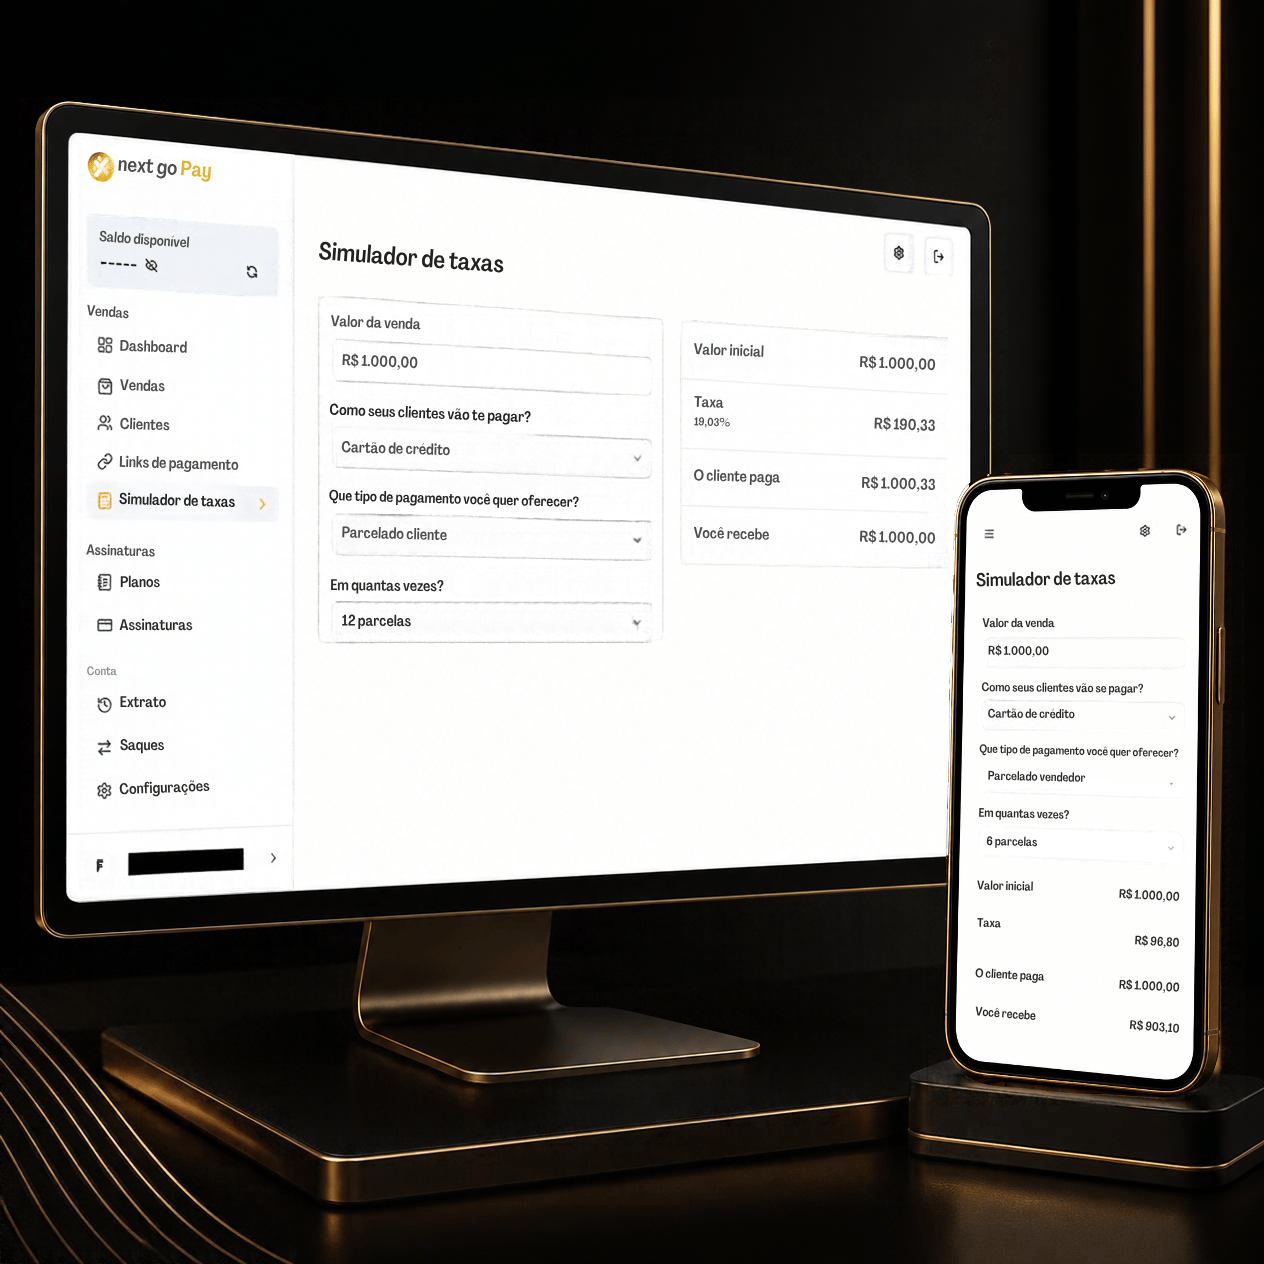 next go Pay
Saldo disponível
-----
Vendas
Dashboard
Vendas
Clientes
Links de pagamento
Simulador de taxas
Assinaturas
Planos
Assinaturas
Conta
Extrato
Saques
Configurações
F
Simulador de taxas
Valor da venda
R$1.000,00
Como seus clientes vão te pagar?
Cartão de crédito
Que tipo de pagamento você quer oferecer?
Parcelado cliente
Em quantas vezes?
12 parcelas
Valor inicial R$1.000,00
Taxa
19,03% R$190,33
O cliente paga R$1.000,33
Você recebe R$1.000,00
Simulador de taxas
Valor da venda
R$1.000,00
Como seus clientes vão se pagar?
Cartão de crédito
Que tipo de pagamento você quer oferecer?
Parcelado vendedor
Em quantas vezes?
6 parcelas
Valor inicial R$1.000,00
Taxa R$ 96,80
O cliente paga R$1.000,00
Você recebe R$ 903,10